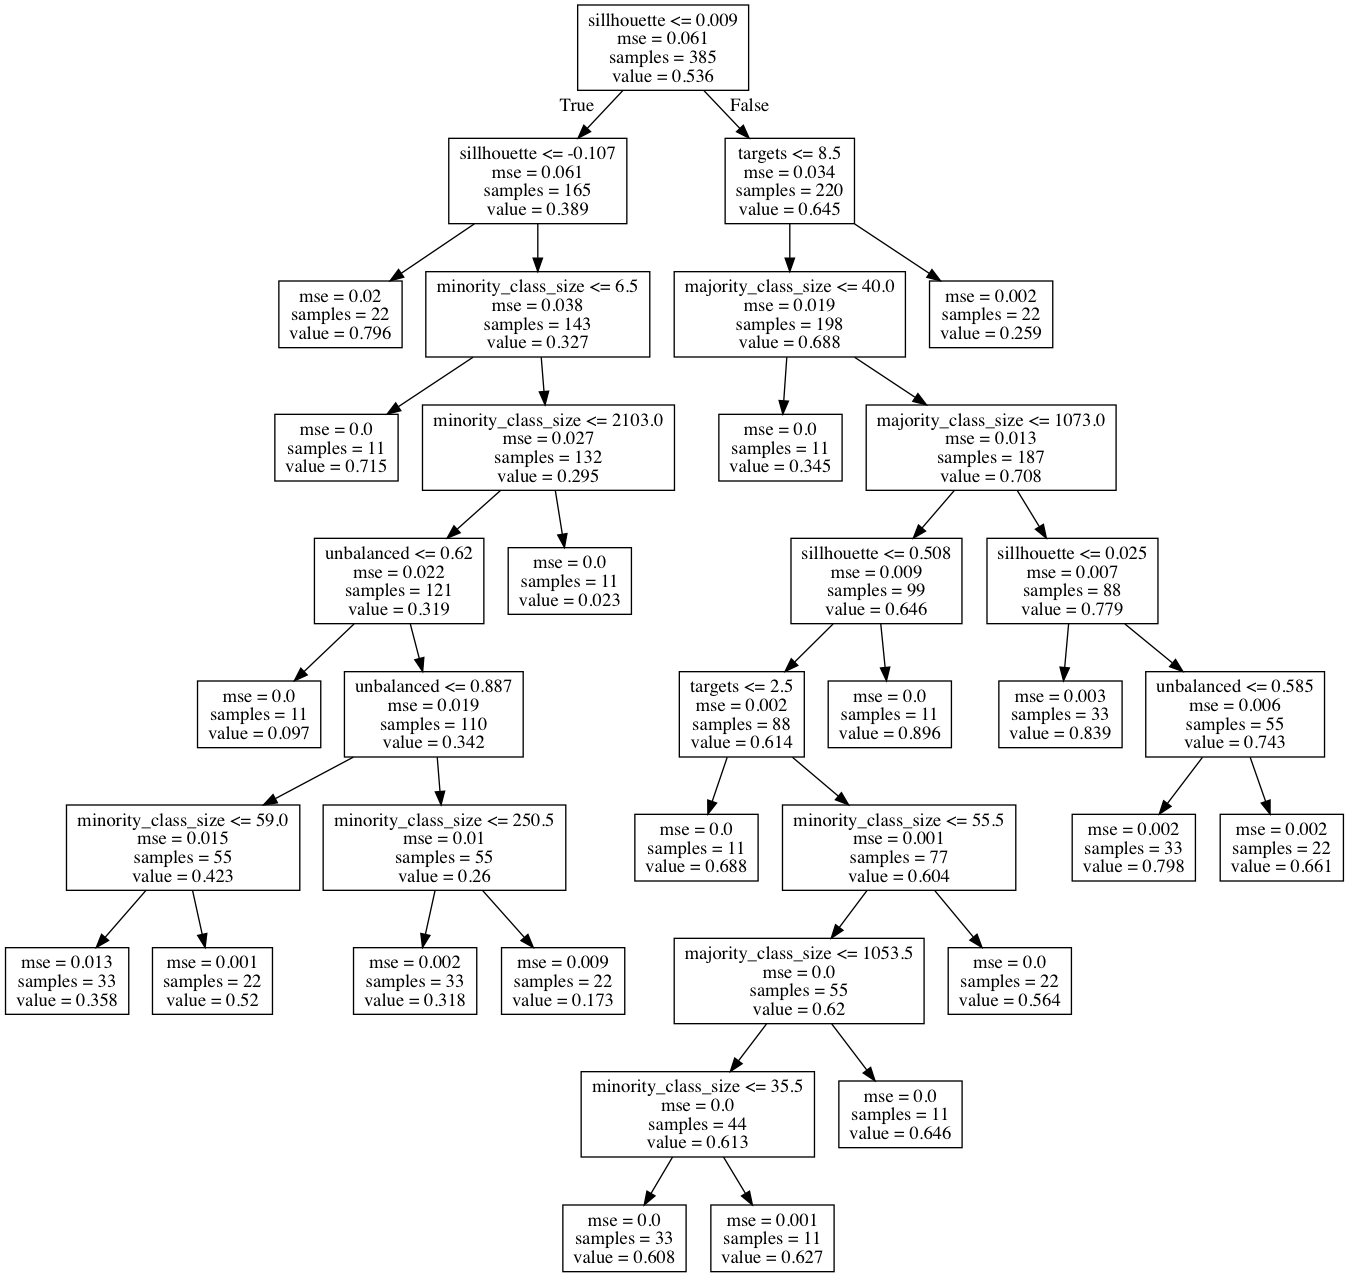 sillhouette <= 0.009
mse = 0.061
samples = 385
value = 0.536
True
False
sillhouette <= -0.107
mse = 0.061
samples = 165
value = 0.389
targets <= 8.5
mse = 0.034
samples = 220
value = 0.645
mse = 0.02
samples = 22
value = 0.796
minority_class_size <= 6.5
mse = 0.038
samples = 143
value = 0.327
majority_class_size <= 40.0
mse = 0.019
samples = 198
value = 0.688
mse = 0.002
samples = 22
value = 0.259
mse = 0.0
samples = 11
value = 0.715
minority_class_size <= 2103.0
mse = 0.027
samples = 132
value = 0.295
mse = 0.0
samples = 11
value = 0.345
majority_class_size <= 1073.0
mse = 0.013
samples = 187
value = 0.708
unbalanced <= 0.62
mse = 0.022
samples = 121
value = 0.319
mse = 0.0
samples = 11
value = 0.023
sillhouette <= 0.508
mse = 0.009
samples = 99
value = 0.646
sillhouette <= 0.025
mse = 0.007
samples = 88
value = 0.779
mse = 0.0
samples = 11
value = 0.097
unbalanced <= 0.887
mse = 0.019
samples = 110
value = 0.342
targets <= 2.5
mse = 0.002
samples = 88
value = 0.614
mse = 0.0
samples = 11
value = 0.896
mse = 0.003
samples = 33
value = 0.839
unbalanced <= 0.585
mse = 0.006
samples = 55
value = 0.743
minority_class_size <= 59.0
mse = 0.015
samples = 55
value = 0.423
minority_class_size <= 250.5
mse = 0.01
samples = 55
value = 0.26
mse = 0.0
samples = 11
value = 0.688
minority_class_size <= 55.5
mse = 0.001
samples = 77
value = 0.604
mse = 0.002
samples = 33
value = 0.798
mse = 0.002
samples = 22
value = 0.661
mse = 0.013
samples = 33
value = 0.358
mse = 0.001
samples = 22
value = 0.52
mse = 0.002
samples = 33
value = 0.318
mse = 0.009
samples = 22
value = 0.173
majority_class_size <= 1053.5
mse = 0.0
samples = 55
value = 0.62
mse = 0.0
samples = 22
value = 0.564
minority_class_size <= 35.5
mse = 0.0
samples = 44
value = 0.613
mse = 0.0
samples = 11
value = 0.646
mse = 0.0
samples = 33
value = 0.608
mse = 0.001
samples = 11
value = 0.627